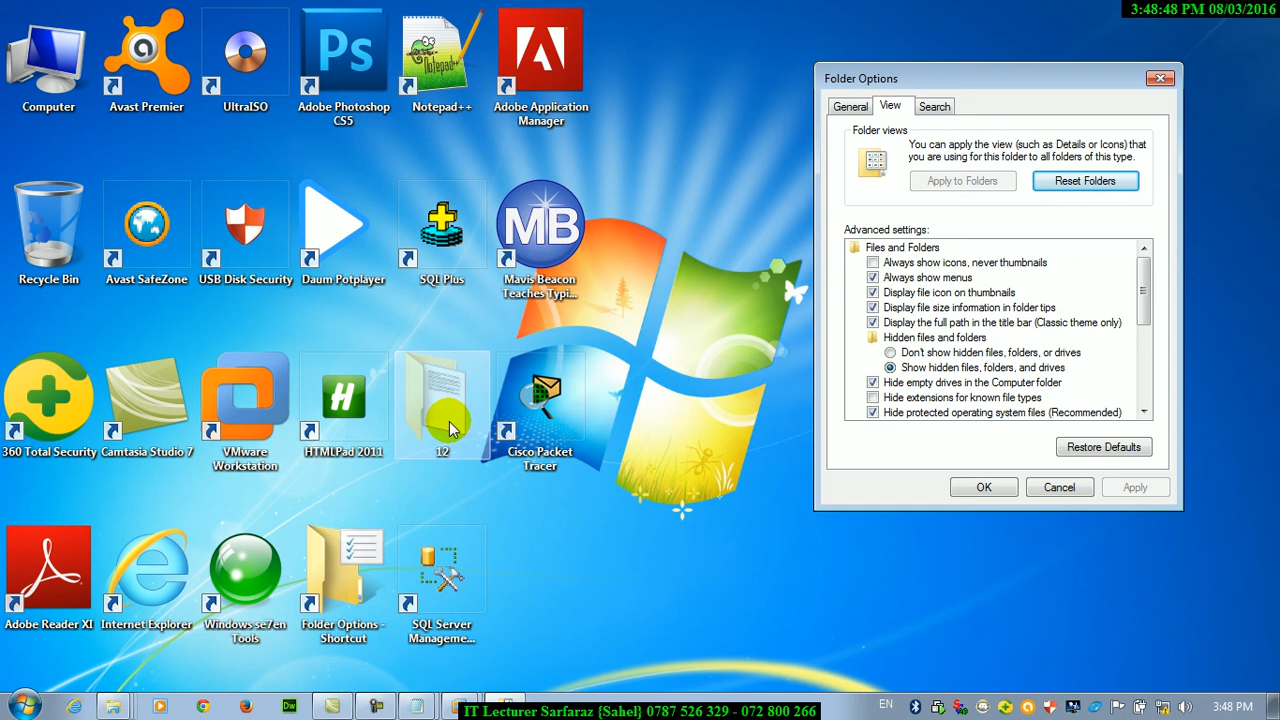 3:48:48 PM 08/03/2016
Computer
Avast Premier
UltraISO
Adobe Photoshop
CS5
Notepad++
Adobe Application
Manager
Recycle Bin
Avast SafeZone
USB Disk Security
Daum Potplayer
SQL Plus
Mavis Beacon
Teaches Typi...
360 Total Security
Camtasia Studio 7
VMware
Workstation
HTMLPad 2011
12
Cisco Packet
Tracer
Adobe Reader XI
Internet Explorer
Windows se7en
Tools
Folder Options -
Shortcut
SQL Server
Manageme...
Ps
MB
H
Folder Options
General
View
Search
Folder views
You can apply the view (such as Details or Icons) that
you are using for this folder to all folders of this type.
Apply to Folders
Reset Folders
Advanced settings:
Files and Folders
Always show icons, never thumbnails
Always show menus
Display file icon on thumbnails
Display file size information in folder tips
Display the full path in the title bar (Classic theme only)
Hidden files and folders
Don't show hidden files, folders, or drives
Show hidden files, folders, and drives
Hide empty drives in the Computer folder
Hide extensions for known file types
Hide protected operating system files (Recommended)
Restore Defaults
OK
Cancel
Apply
Dw
IT Lecturer Sarfaraz {Sahel} 0787 526 329 - 072 800 266
EN
3:48 PM